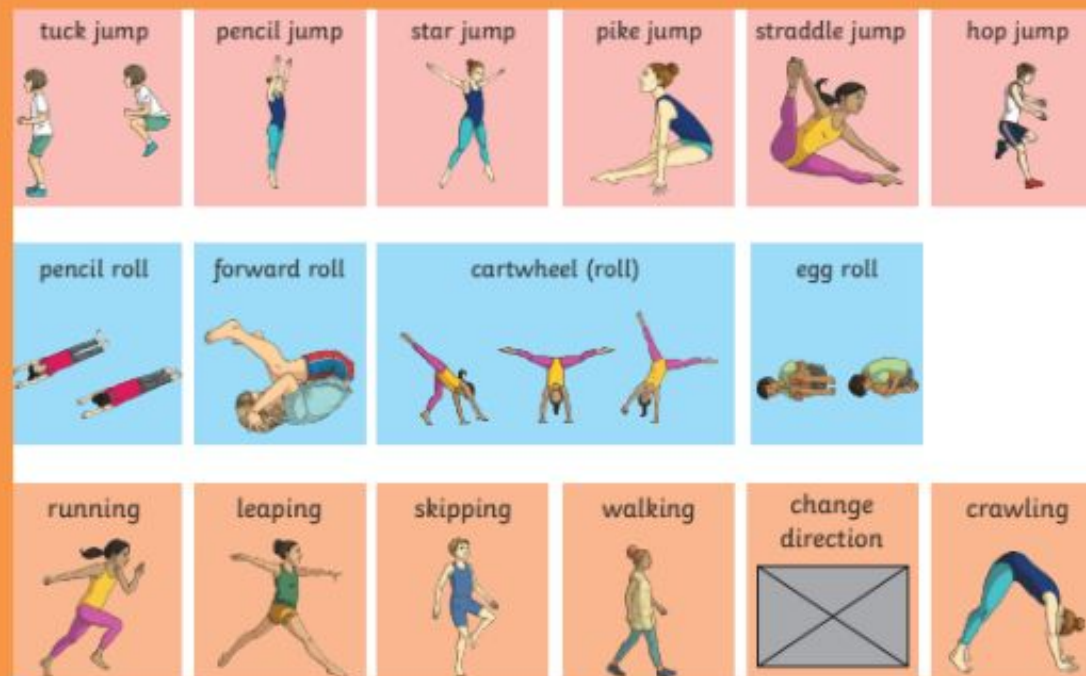 tuck jump
pencil jump
star jump
pike jump
straddle jump
hop jump
pencil roll
forward roll
cartwheel (roll)
egg roll
running
leaping
skipping
walking
change
direction
crawling